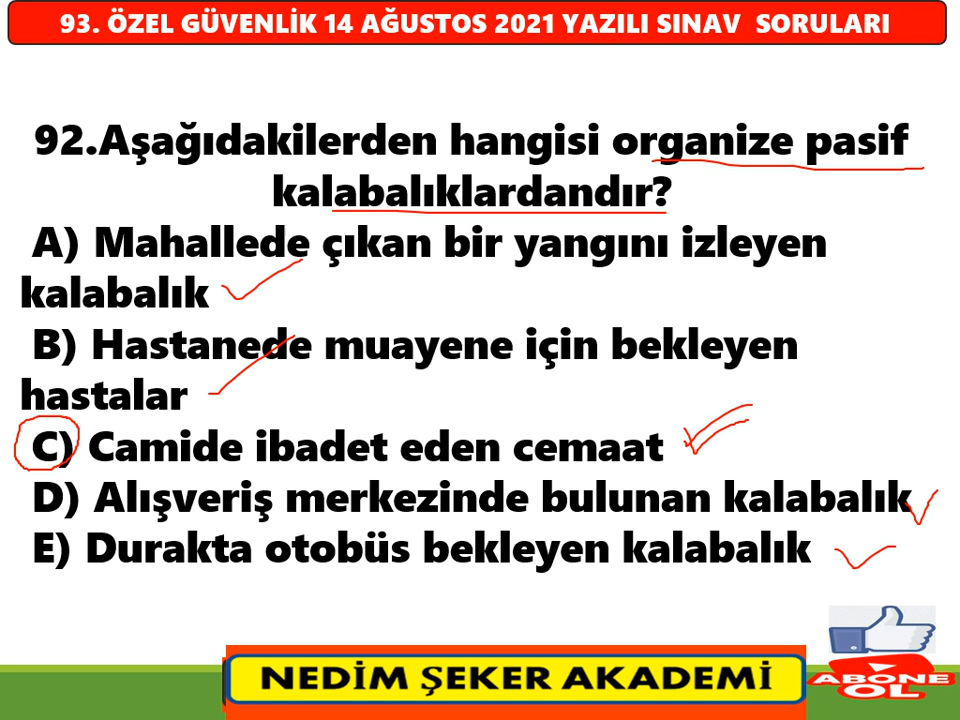 93. ÖZEL GÜVENLİK 14 AĞUSTOS 2021 YAZILI SINAV SORULARI
92.Aşağıdakilerden hangisi organize pasif
kalabalıklardandır?
A) Mahallede çıkan bir yangını izleyen
kalabalık
B) Hastanede muayene için bekleyen
hastalar
C) Camide ibadet eden cemaat
D) Alışveriş merkezinde bulunan kalabalık
E) Durakta otobüs bekleyen kalabalık
NEDİM ŞEKER AKADEMİ
ABONE
OL